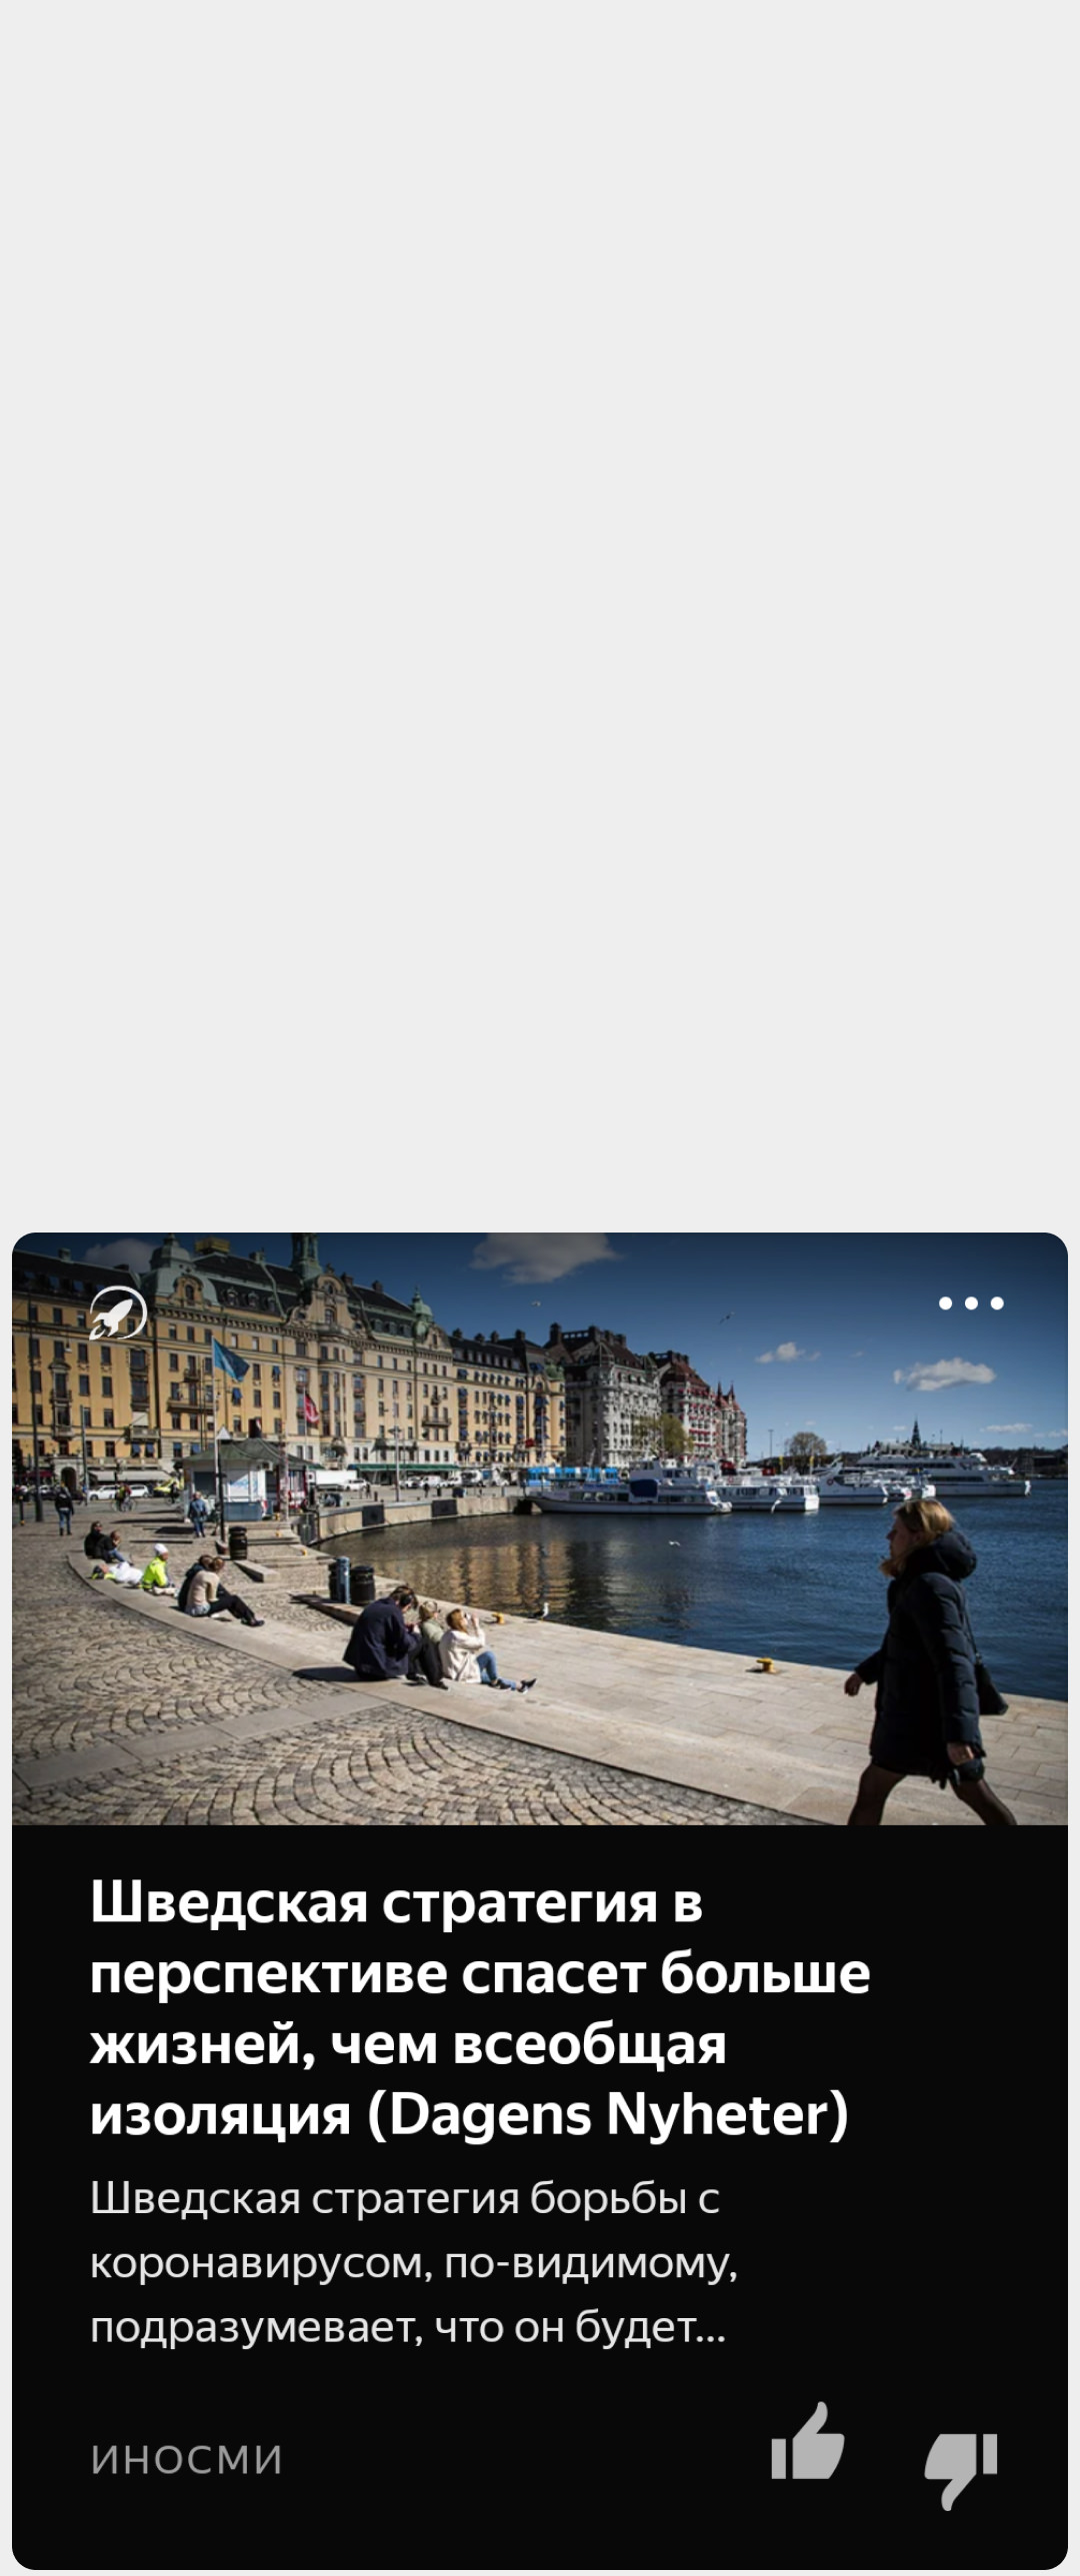 Шведская стратегия в
перспективе спасет больше
жизней, чем всеобщая
изоляция (Dagens Nyheter)
Шведская стратегия борьбы с
коронавирусом, по-видимому,
подразумевает, что он будет...
ИНОСМИ